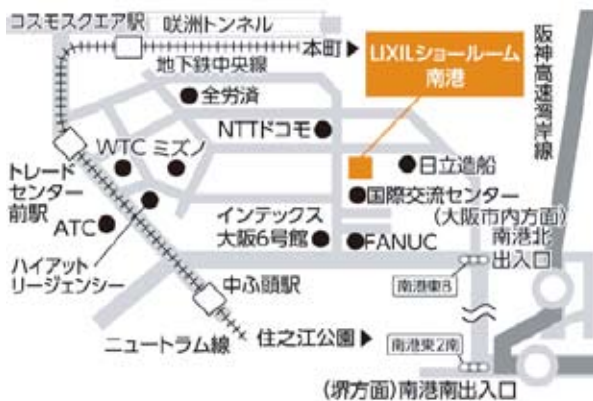 コスモスクエア駅
咲洲トンネル
本町▶
地下鉄中央線
LIXILショールーム
南港
阪神高速湾岸線
全労済
NTTドコモ
WTC ミズノ
日立造船
トレード
センター
前駅
国際交流センター
ATC
インテックス
大阪6号館
(大阪市内方面)
南港北
出入口
FANUC
ハイアット
リージェンシー
南港東8
中ふ頭駅
ニュートラム線
住之江公園▶
南港東2南
(堺方面)南港南出入口